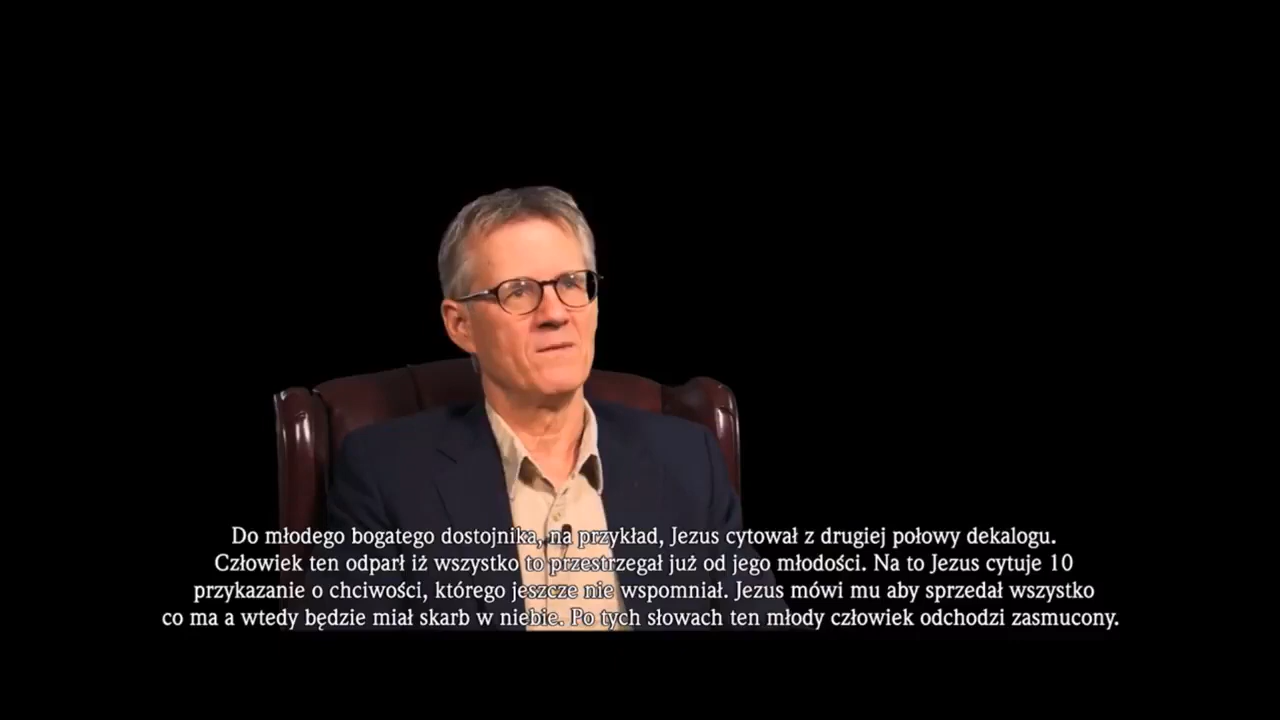 Do młodego bogatego dostojnika, na przykład, Jezus cytował z drugiej połowy dekalogu.
Człowiek ten odparł iż wszystko to przestrzegał już od jego młodości. Na to Jezus cytuje 10
przykazanie o chciwości, którego jeszcze nie wspomniał. Jezus mówi mu aby sprzedał wszystko
co ma a wtedy będzie miał skarb w niebie. Po tych słowach ten młody człowiek odchodzi zasmucony.